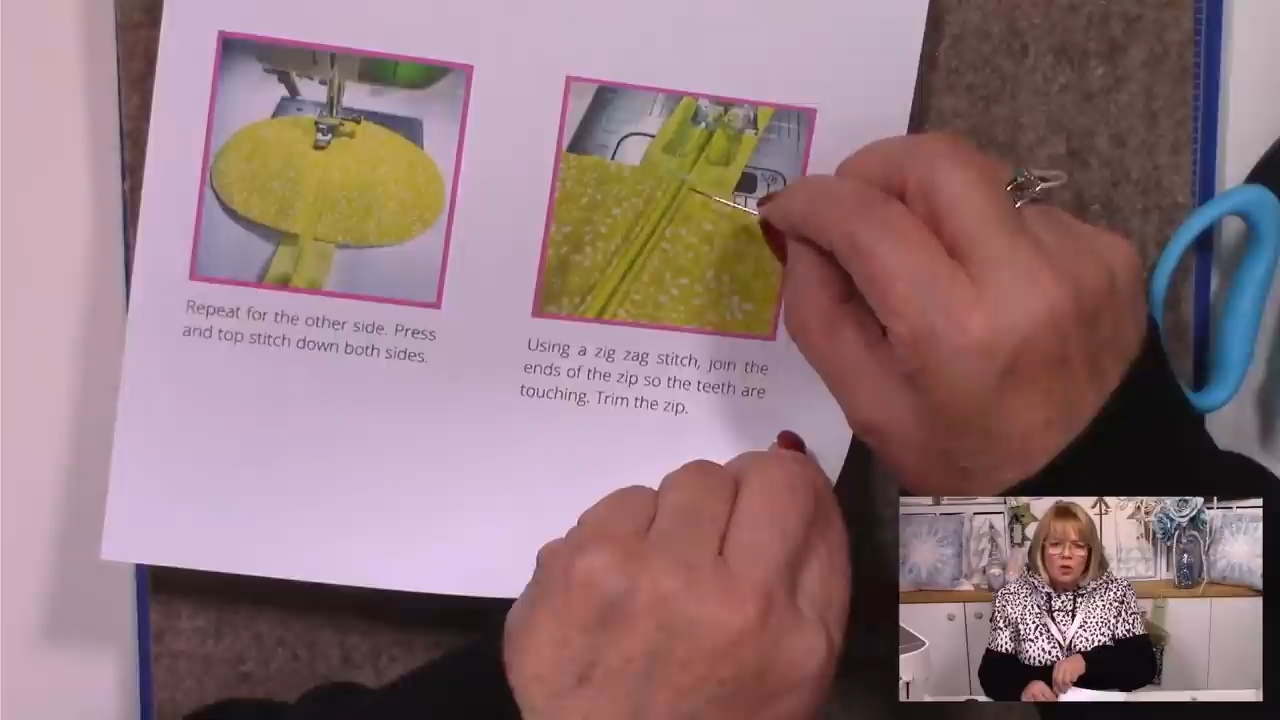 Repeat for the other side. Press
and top stitch down both sides.
Using a zig zag stitch, join the
ends of the zip so the teeth are
touching. Trim the zip.